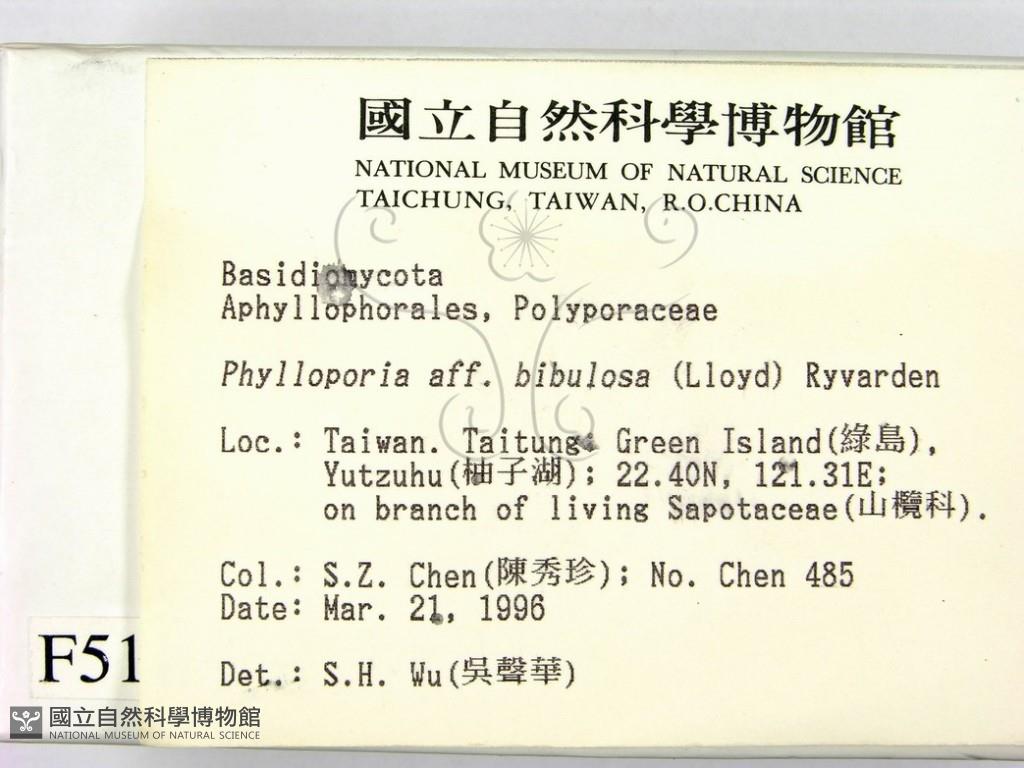 國立自然科學博物館
NATIONAL MUSEUM OF NATURAL SCIENCE
TAICHUNG, TAIWAN, R.O.CHINA
Basidiomycota
Aphyllophorales, Polyporaceae
Phylloporia aff. bibulosa (Lloyd) Ryvarden
Loc.: Taiwan. Taitung: Green Island(綠島),
Yutzuhu(柚子湖); 22.40N, 121.31E;
on branch of living Sapotaceae(山欖科).
Col.: S.Z. Chen(陳秀珍); No. Chen 485
Date: Mar. 21, 1996
Det.: S.H. Wu(吳聲華)
F51
國立自然科學博物館
NATIONAL MUSEUM OF NATURAL SCIENCE